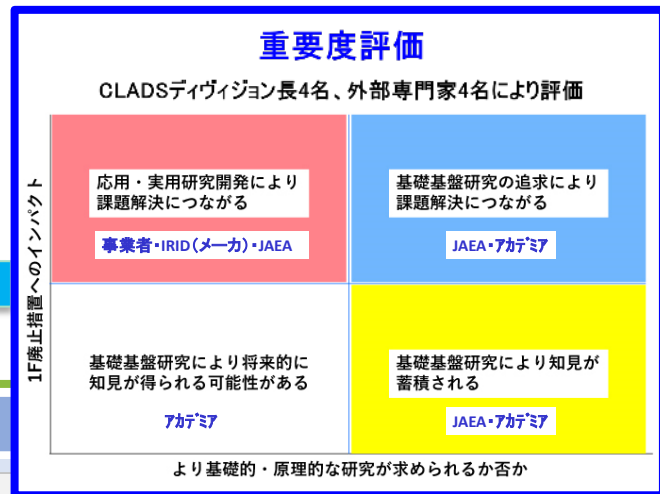 重要度評価
CLADSディヴィジョン長4名、外部専門家4名により評価
1F廃止措置へのインパクト
応用・実用研究開発により
課題解決につながる
事業者・IRID(メーカ)・JAEA
基礎基盤研究の追求により
課題解決につながる
JAEA・アカデミア
基礎基盤研究により将来的に
知見が得られる可能性がある
アカデミア
基礎基盤研究により知見が
蓄積される
JAEA・アカデミア
より基礎的・原理的な研究が求められるか否か